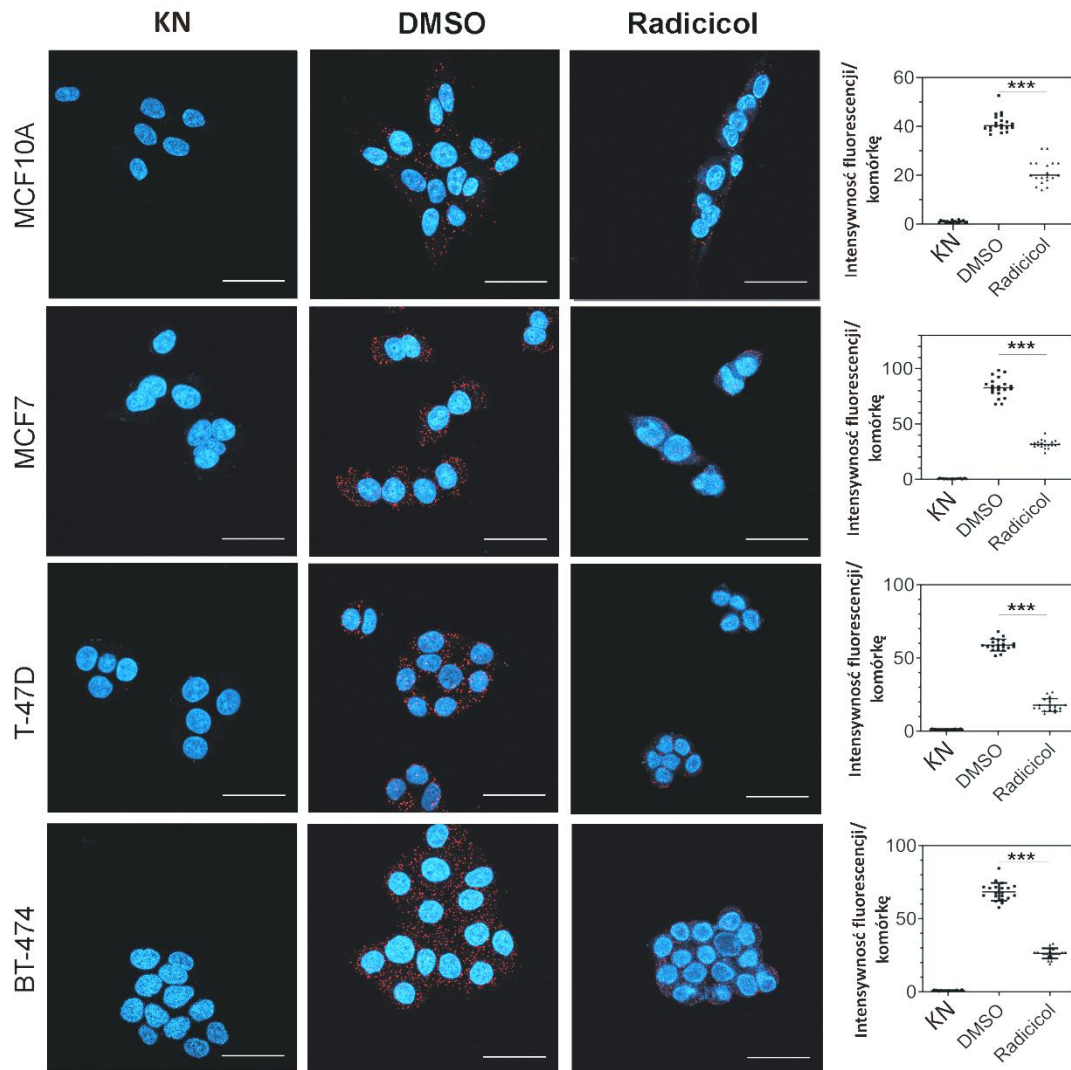 KN DMSO Radicicol
MCF10A
Intensywność fluorescencji/
komórkę
60
40
20
0
***
KN
DMSO
Radicicol
MCF7
Intensywność fluorescencji/
komórkę
100
50
0
***
KN
DMSO
Radicicol
T-47D
Intensywność fluorescencji/
komórkę
100
50
0
***
KN
DMSO
Radicicol
BT-474
Intensywność fluorescencji/
komórkę
100
50
0
***
KN
DMSO
Radicicol